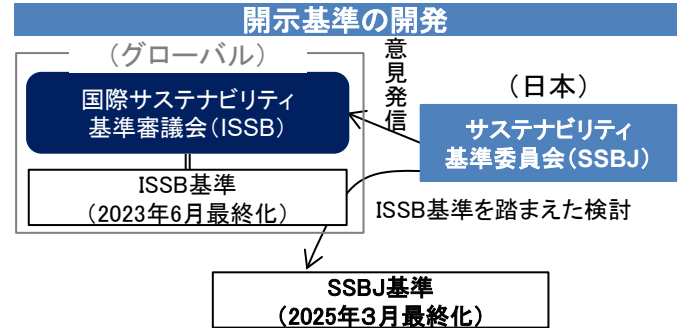 開示基準の開発
（グローバル）
国際サステナビリティ
基準審議会（ISSB）
ISSB基準
（2023年6月最終化）
意見発信
（日本）
サステナビリティ
基準委員会（SSBJ）
ISSB基準を踏まえた検討
SSBJ基準
（2025年３月最終化）